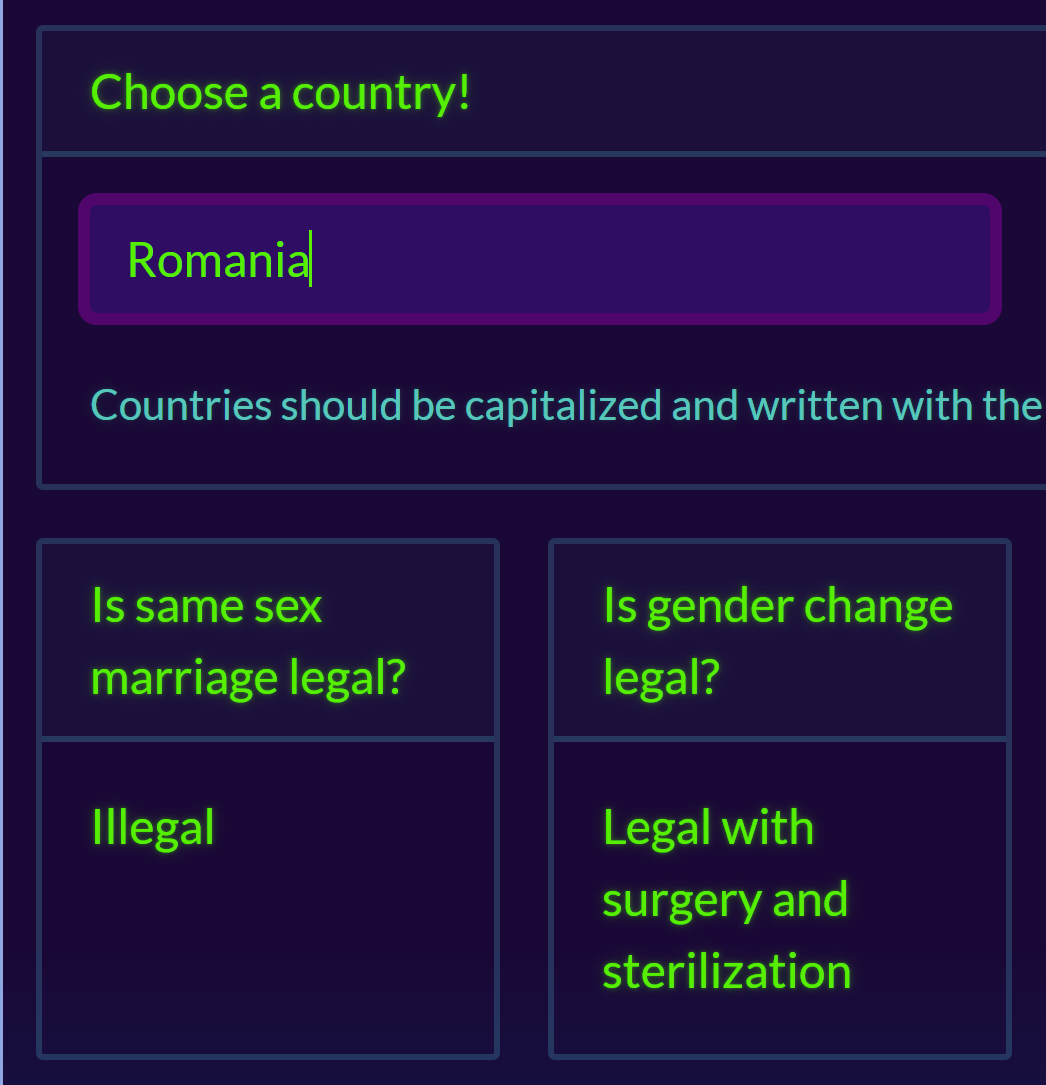 Choose a country!
Romania
Countries should be capitalized and written with the
Is same sex
marriage legal?
Illegal
Is gender change
legal?
Legal with
surgery and
sterilization